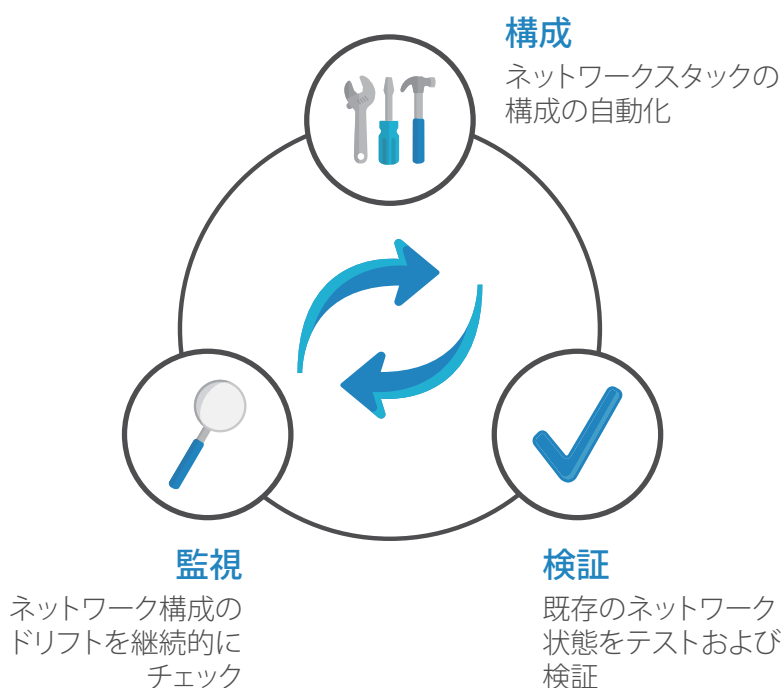 構成
ネットワークスタックの
構成の自動化
監視
ネットワーク構成の
ドリフトを継続的に
チェック
検証
既存のネットワーク
状態をテストおよび
検証